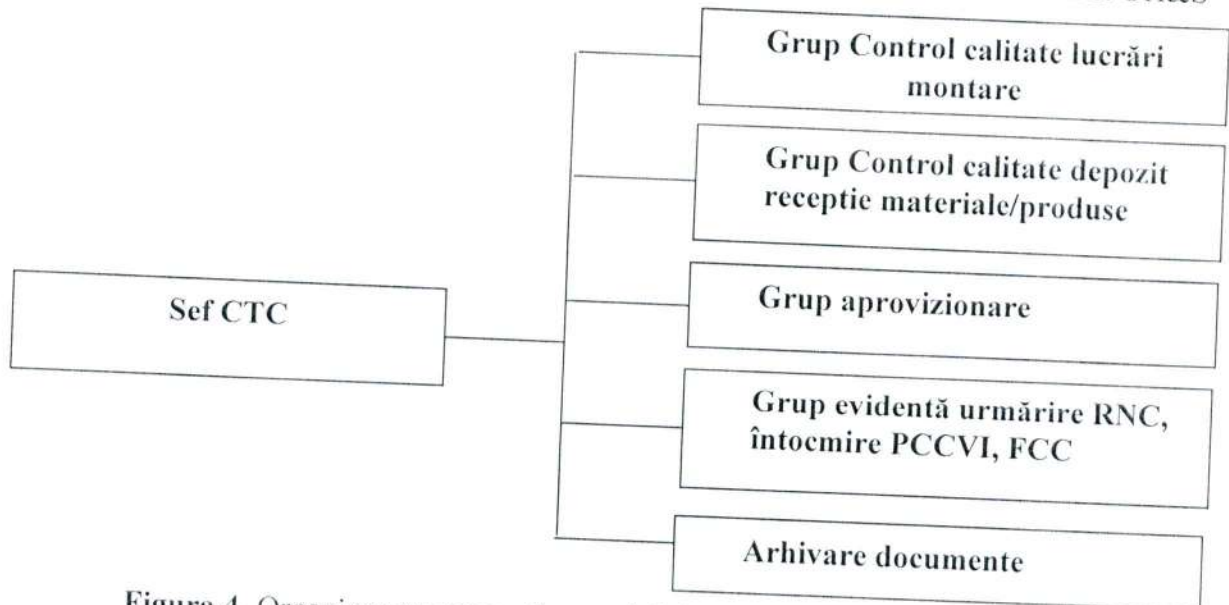 Grup Control calitate lucrări
montare
Grup Control calitate depozit
receptie materiale/produse
Sef CTC
Grup aprovizionare
Grup evidentă urmărire RNC,
întocmire PCCVI, FCC
Arhivare documente
Figura 4.